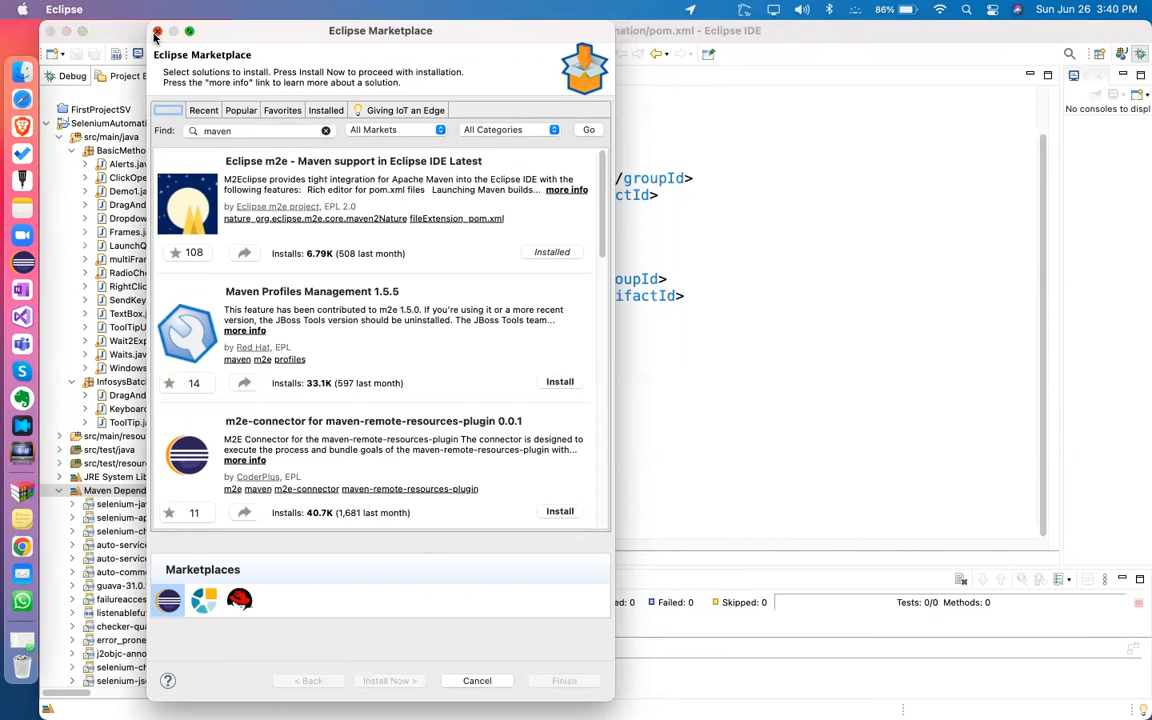 Eclipse
86%
Sun Jun 26 3:40 PM
Eclipse Marketplace
mation/pom.xml - Eclipse IDE
Eclipse Marketplace
Select solutions to install. Press Install Now to proceed with installation.
Press the "more info" link to learn more about a solution.
Debug
Project E
Recent
Popular
Favorites
Installed
Giving IoT an Edge
No consoles to displ
Find:
maven
All Markets
All Categories
Go
FirstProjectSV
SeleniumAutomati
src/main/java
BasicMetho
Alerts.jav
ClickOpe
Demo1.ja
DragAnd
Dropdow
Frames.j
LaunchQ
multiFran
RadioChe
RightClic
SendKey
TextBox.j
ToolTipU
Wait2Exp
Waits.jav
Windows
InfosysBatch
DragAnd
Keyboar
ToolTip.j
src/main/resou
src/test/java
src/test/resourc
JRE System Lib
Maven Depend
selenium-ja
selenium-ap
selenium-ch
auto-servic
auto-servic
auto-comm
guava-31.0.
failureacces
listenablefu
checker-qua
error_prone
j2objc-anno
selenium-ch
selenium-js
Eclipse m2e - Maven support in Eclipse IDE Latest
M2Eclipse provides tight integration for Apache Maven into the Eclipse IDE with the
following features: Rich editor for pom.xml files Launching Maven builds... more info
by Eclipse m2e project, EPL 2.0
nature_org.eclipse.m2e.core.maven2Nature fileExtension_pom.xml
108
Installs: 6.79K (508 last month)
Installed
Maven Profiles Management 1.5.5
This feature has been contributed to m2e 1.5.0. If you're using it or a more recent
version, the JBoss Tools version should be uninstalled. The JBoss Tools team...
more info
by Red Hat, EPL
maven m2e profiles
14
Installs: 33.1K (597 last month)
Install
m2e-connector for maven-remote-resources-plugin 0.0.1
M2E Connector for the maven-remote-resources-plugin The connector is designed to
execute the process and bundle goals of the maven-remote-resources-plugin with...
more info
by CoderPlus, EPL
m2e maven m2e-connector maven-remote-resources-plugin
11
Installs: 40.7K (1,681 last month)
Install
Marketplaces
< Back
Install Now >
Cancel
Finish
/groupId>
ctId>
oupId>
ifactId>
ed: 0
Failed: 0
Skipped: 0
Tests: 0/0 Methods: 0